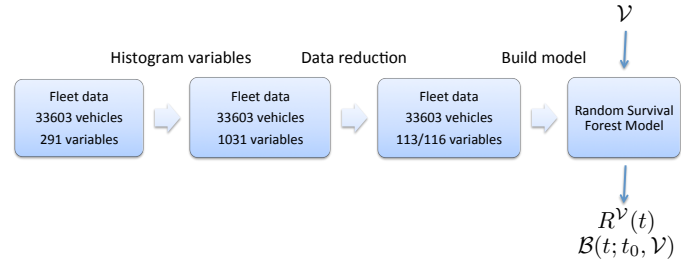 𝒱
Histogram variables
Data reduction
Build model
Fleet data
33603 vehicles
291 variables
Fleet data
33603 vehicles
1031 variables
Fleet data
33603 vehicles
113/116 variables
Random Survival
Forest Model
R^𝒱(t)
ℬ(t; t₀, 𝒱)